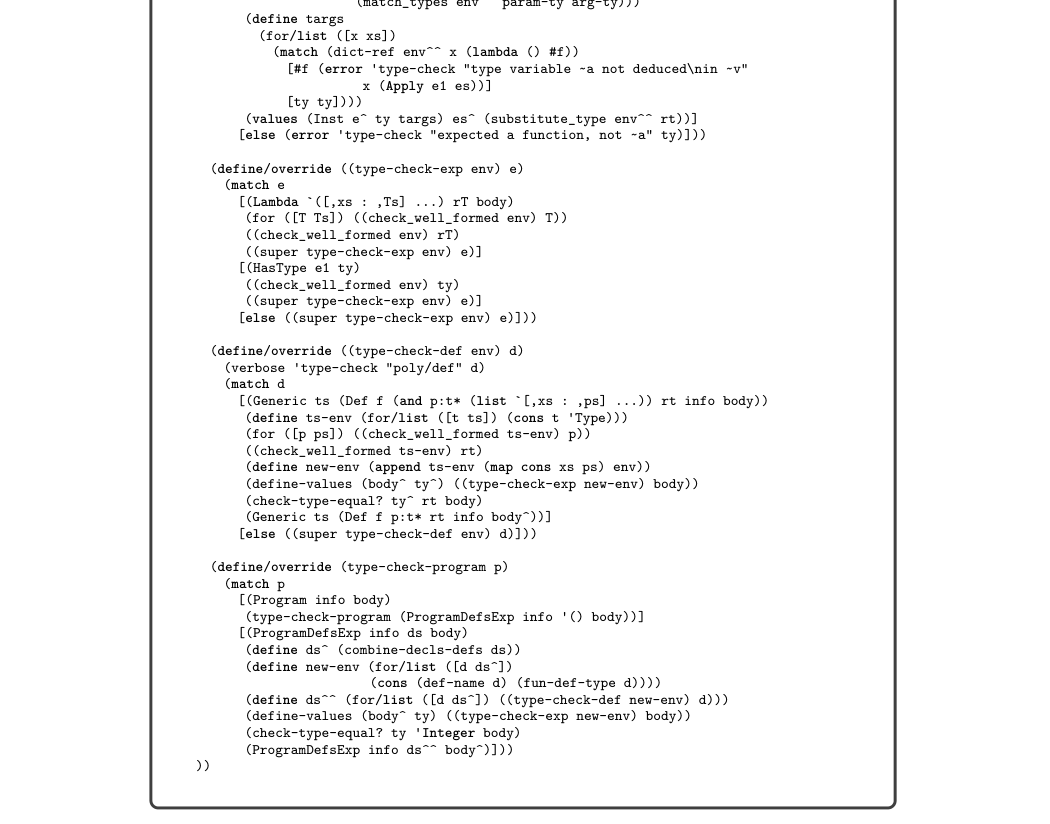 (match_types env^^ param-ty arg-ty)))
(define targs
(for/list ([x xs])
(match (dict-ref env^^ x (lambda () #f))
[#f (error 'type-check "type variable ~a not deduced\nin ~v"
x (Apply e1 es))]
[ty ty])))
(values (Inst e^ ty targs) es^ (substitute_type env^^ rt))]
[else (error 'type-check "expected a function, not ~a" ty)]))
(define/override ((type-check-exp env) e)
(match e
[(Lambda `([,xs : ,Ts] ...) rT body)
(for ([T Ts]) ((check_well_formed env) T))
((check_well_formed env) rT)
((super type-check-exp env) e)]
[(HasType e1 ty)
((check_well_formed env) ty)
((super type-check-exp env) e)]
[else ((super type-check-exp env) e)]))
(define/override ((type-check-def env) d)
(verbose 'type-check "poly/def" d)
(match d
[(Generic ts (Def f (and p:t* (list `[,xs : ,ps] ...)) rt info body))
(define ts-env (for/list ([t ts]) (cons t 'Type)))
(for ([p ps]) ((check_well_formed ts-env) p))
((check_well_formed ts-env) rt)
(define new-env (append ts-env (map cons xs ps) env))
(define-values (body^ ty^) ((type-check-exp new-env) body))
(check-type-equal? ty^ rt body)
(Generic ts (Def f p:t* rt info body^))]
[else ((super type-check-def env) d)]))
(define/override (type-check-program p)
(match p
[(Program info body)
(type-check-program (ProgramDefsExp info '() body))]
[(ProgramDefsExp info ds body)
(define ds^ (combine-decls-defs ds))
(define new-env (for/list ([d ds^])
(cons (def-name d) (fun-def-type d))))
(define ds^^ (for/list ([d ds^]) ((type-check-def new-env) d)))
(define-values (body^ ty) ((type-check-exp new-env) body))
(check-type-equal? ty 'Integer body)
(ProgramDefsExp info ds^^ body^)]))
))